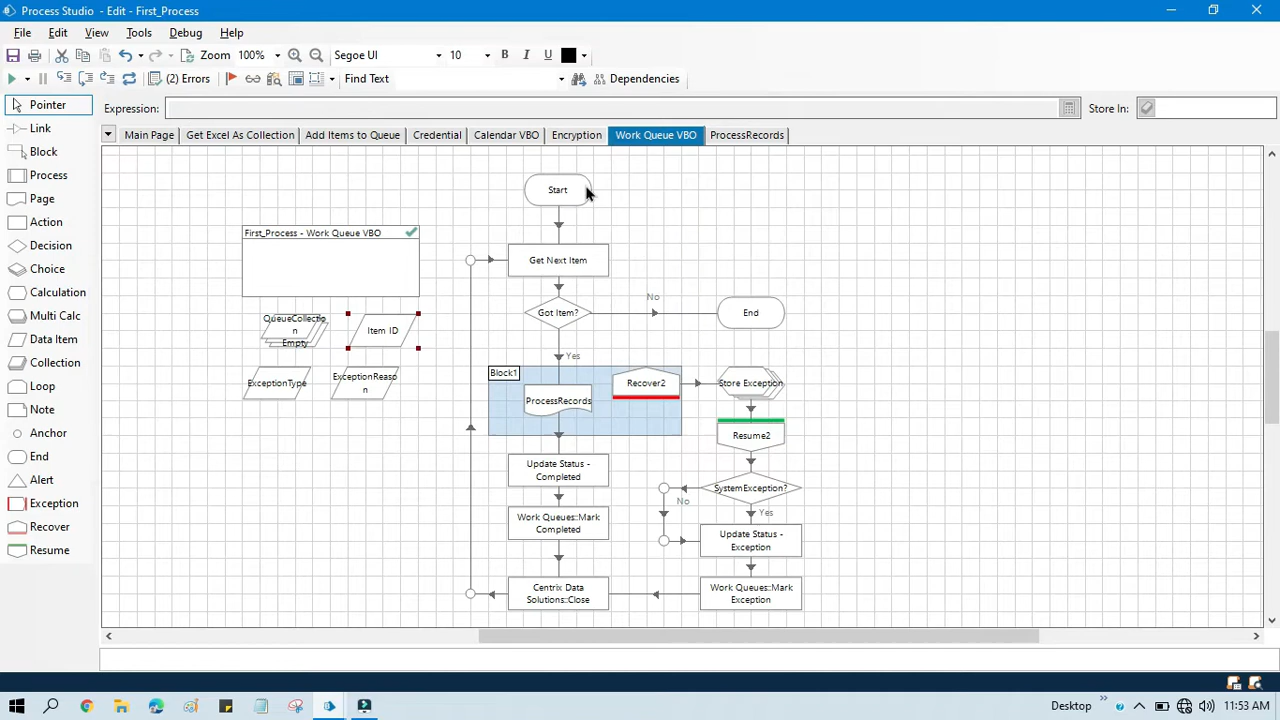 Process Studio - Edit - First_Process
File Edit View Tools Debug Help
Zoom 100% Segoe UI 10 B I U
(2) Errors Find Text Dependencies
Pointer Expression: Store In:
Link
Main Page Get Excel As Collection Add Items to Queue Credential Calendar VBO Encryption Work Queue VBO ProcessRecords
Block
Process
Page
Action
Decision
Choice
Calculation
Multi Calc
Data Item
Collection
Loop
Note
Anchor
End
Alert
Exception
Recover
Resume
Start
First_Process - Work Queue VBO
Get Next Item
QueueCollectio
n
Empty
Item ID
Got Item?
No
End
Yes
ExceptionType
ExceptionReaso
n
Block1
ProcessRecords
Recover2
Store Exception
Resume2
Update Status -
Completed
SystemException?
No
Yes
Work Queues::Mark
Completed
Update Status -
Exception
Centrix Data
Solutions::Close
Work Queues::Mark
Exception
Desktop
11:53 AM